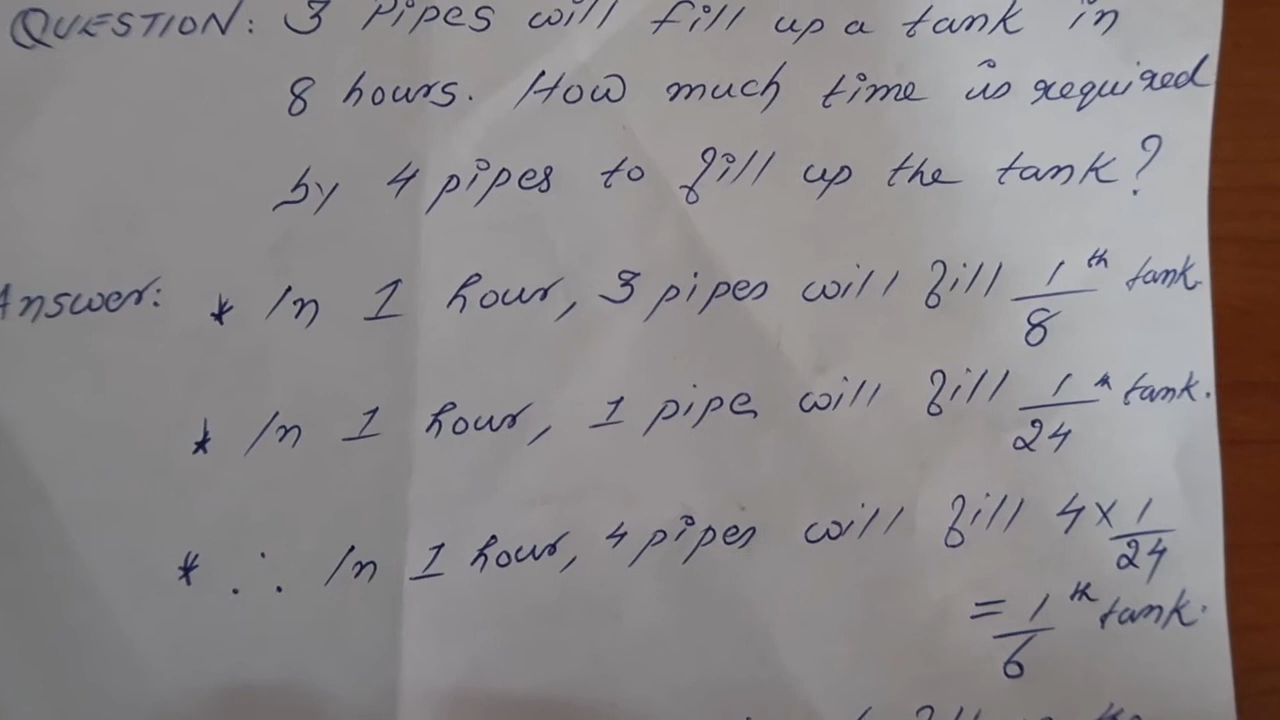 QUESTION: 3 Pipes will fill up a tank in
8 hours. How much time is required
by 4 pipes to fill up the tank?
Answer: * In 1 hour, 3 pipes will fill 1/8 th tank.
* In 1 hour, 1 pipe will fill 1/24 th tank.
* ∴ In 1 hour, 4 pipes will fill 4 × 1/24
= 1/6 th tank.